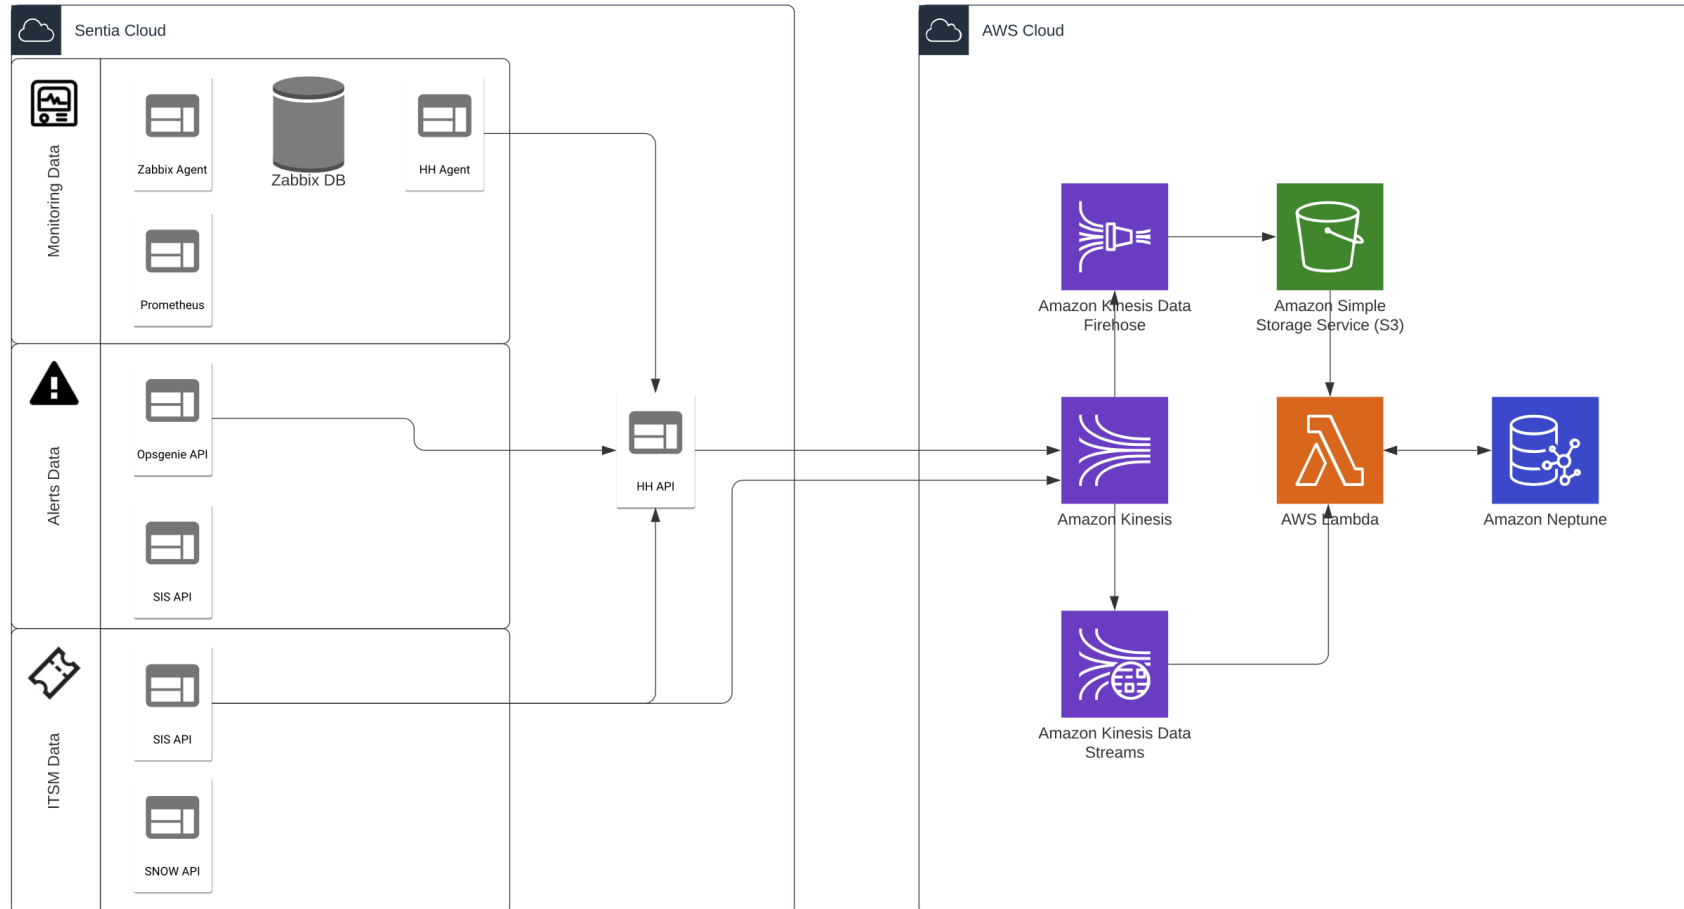 Sentia Cloud
AWS Cloud
Monitoring Data
Zabbix Agent
Zabbix DB
HH Agent
Prometheus
Alerts Data
Opsgenie API
SIS API
HH API
ITSM Data
SIS API
SNOW API
Amazon Kinesis Data
Firehose
Amazon Simple
Storage Service (S3)
Amazon Kinesis
AWS Lambda
Amazon Neptune
Amazon Kinesis Data
Streams